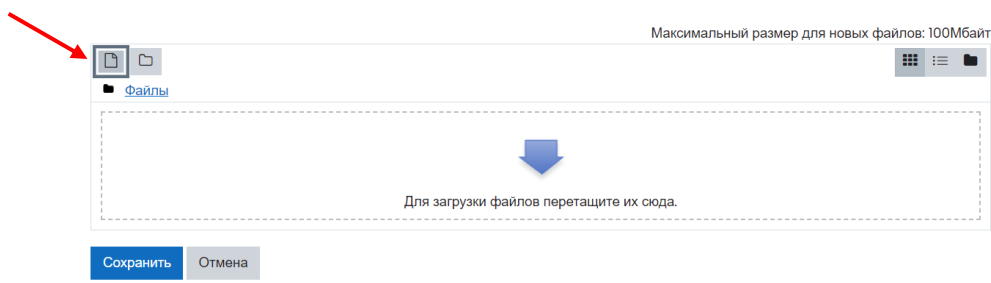 Максимальный размер для новых файлов: 100Мбайт
Файлы
Для загрузки файлов перетащите их сюда.
Сохранить Отмена